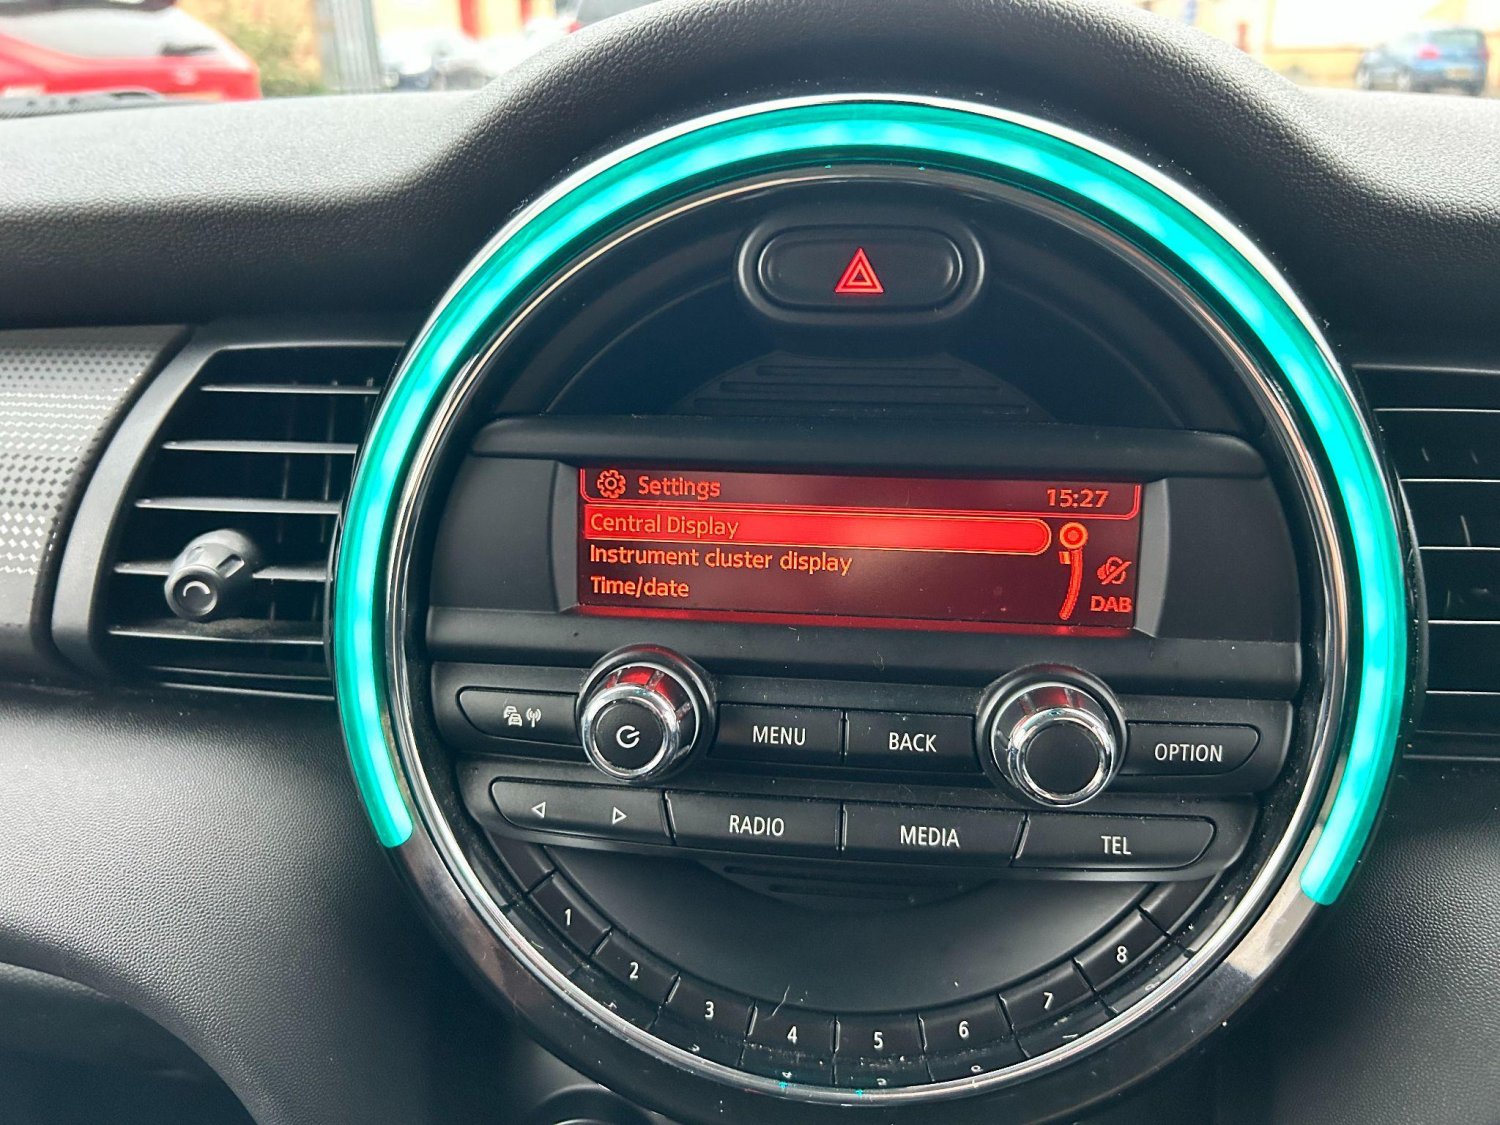 Settings
15:27
Central Display
Instrument cluster display
Time/date
DAB
MENU
BACK
OPTION
RADIO
MEDIA
TEL
1
2
3
4
5
6
7
8